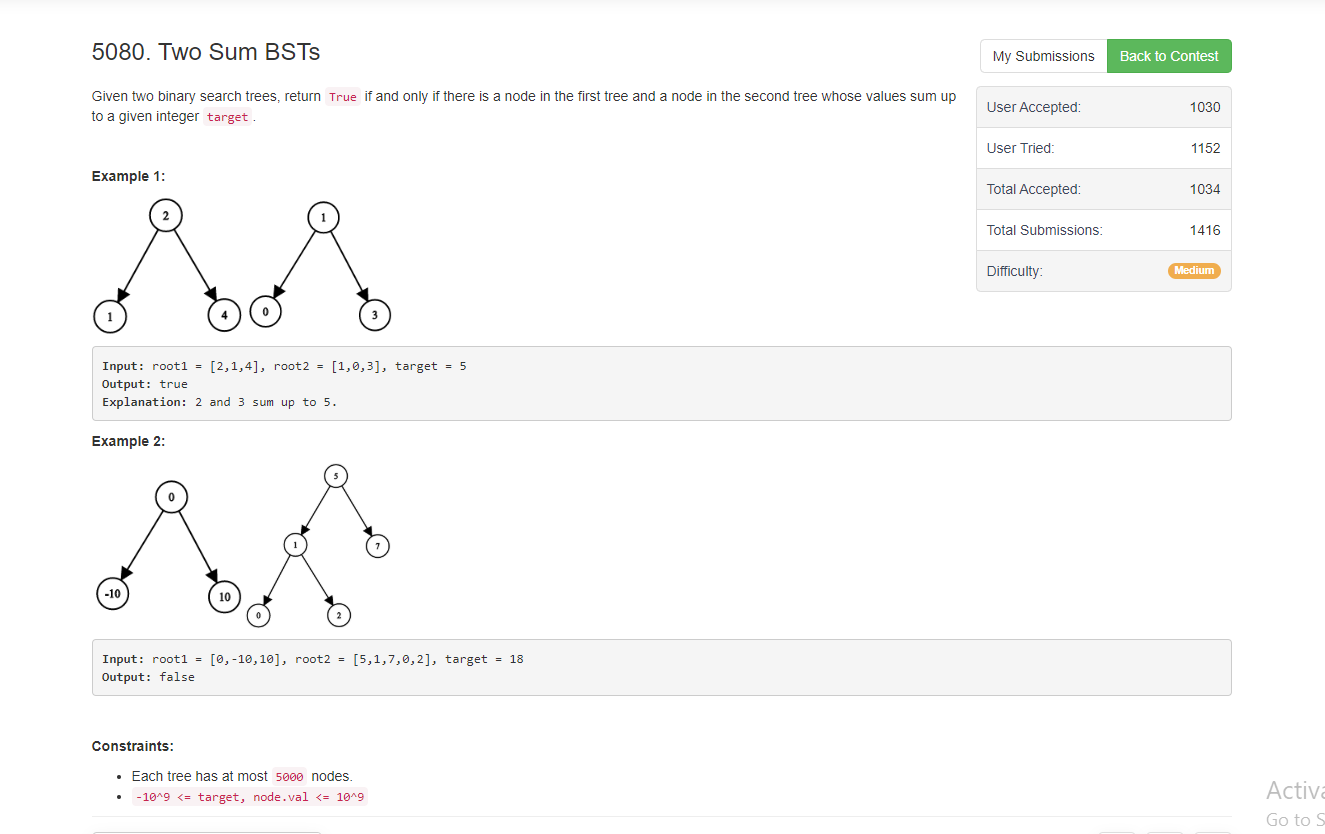 5080. Two Sum BSTs
My Submissions
Back to Contest
Given two binary search trees, return True if and only if there is a node in the first tree and a node in the second tree whose values sum up
to a given integer target .
User Accepted: 1030
User Tried: 1152
Total Accepted: 1034
Total Submissions: 1416
Difficulty: Medium
Example 1:
2
1
1
4
0
3
Input: root1 = [2,1,4], root2 = [1,0,3], target = 5
Output: true
Explanation: 2 and 3 sum up to 5.
Example 2:
5
0
1
7
-10
10
0
2
Input: root1 = [0,-10,10], root2 = [5,1,7,0,2], target = 18
Output: false
Constraints:
• Each tree has at most 5000 nodes.
• -10^9 <= target, node.val <= 10^9
Activa
Go to S